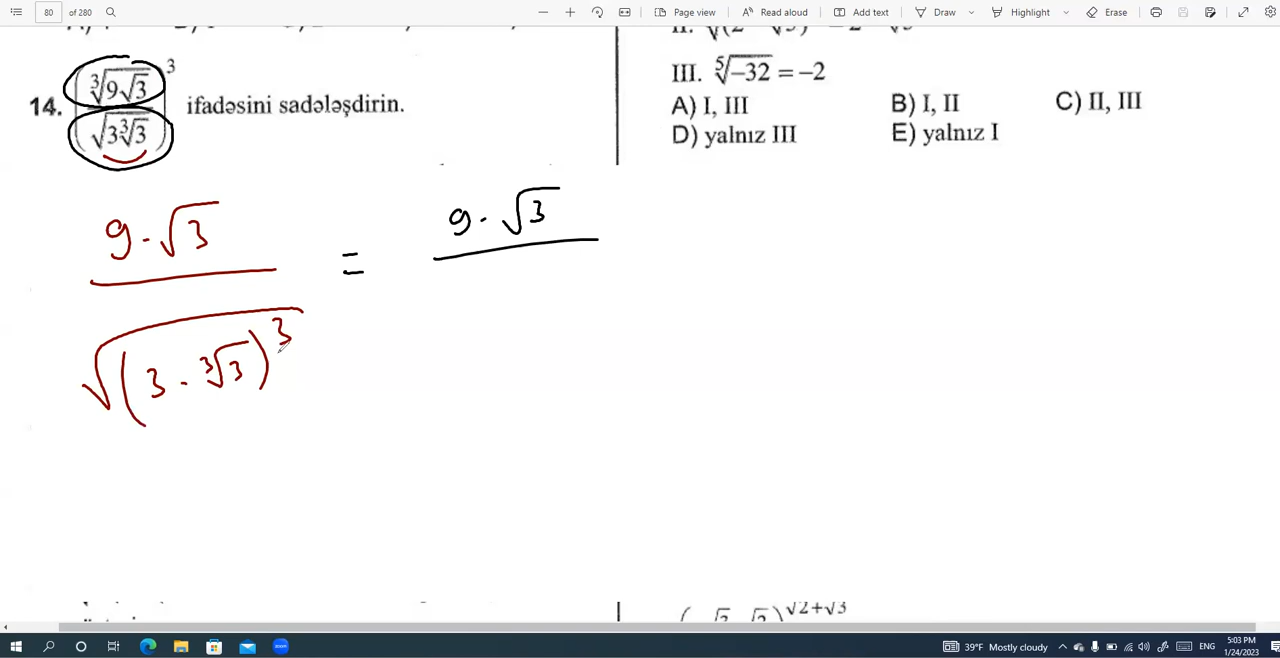 80 of 280 Page view Read aloud Add text Draw Highlight Erase
14. (∛(9√3) / √(3∛3))³ ifadəsini sadələşdirin.
III. ⁵√−32 = −2
A) I, III B) I, II C) II, III
D) yalnız III E) yalnız I
9 · √3 = 9 · √3
√(3 · ∛3)³
√2+√3
39°F Mostly cloudy ENG 5:03 PM
1/24/2023